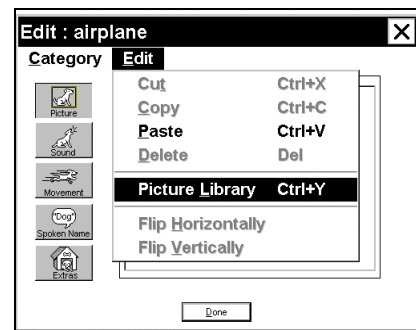 Edit : airplane
Category Edit
Cut Ctrl+X
Copy Ctrl+C
Paste Ctrl+V
Delete Del
Picture Library Ctrl+Y
Flip Horizontally
Flip Vertically
Picture
Sound
Movement
"Dog"
Spoken Name
Extras
Done